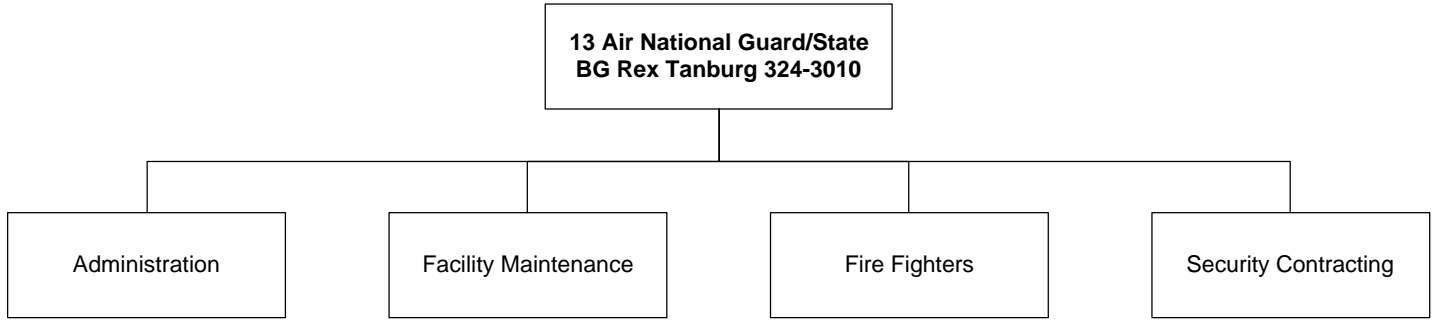 13 Air National Guard/State
BG Rex Tanburg 324-3010
Administration
Facility Maintenance
Fire Fighters
Security Contracting